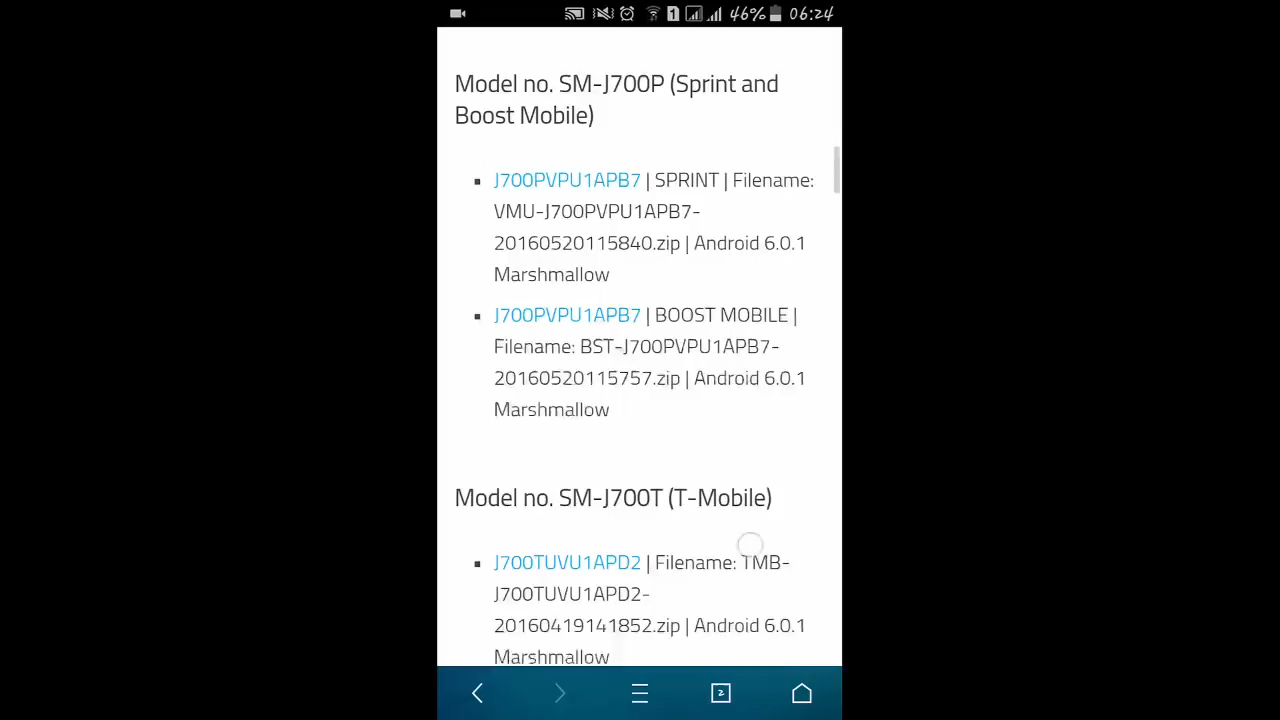 46% 06:24
Model no. SM-J700P (Sprint and
Boost Mobile)
▪ J700PVPU1APB7 | SPRINT | Filename:
VMU-J700PVPU1APB7-
20160520115840.zip | Android 6.0.1
Marshmallow
▪ J700PVPU1APB7 | BOOST MOBILE |
Filename: BST-J700PVPU1APB7-
20160520115757.zip | Android 6.0.1
Marshmallow
Model no. SM-J700T (T-Mobile)
▪ J700TUVU1APD2 | Filename: TMB-
J700TUVU1APD2-
20160419141852.zip | Android 6.0.1
Marshmallow
2